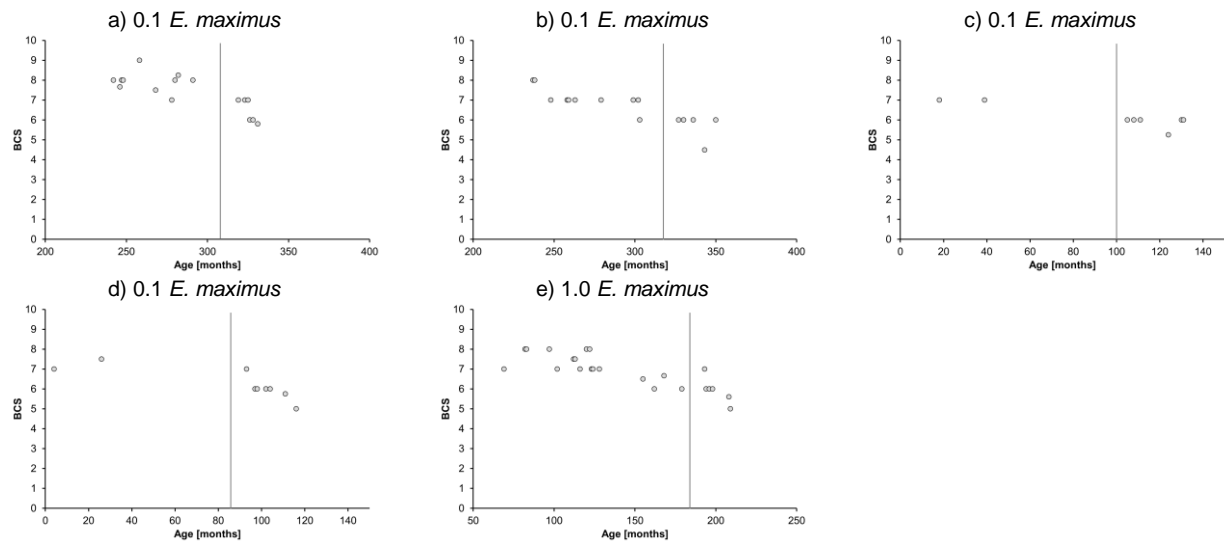 a) 0.1 E. maximus
b) 0.1 E. maximus
c) 0.1 E. maximus
10
9
8
7
6
5
4
3
2
1
0
BCS
200 250 300 350 400
Age [months]
10
9
8
7
6
5
4
3
2
1
0
BCS
200 250 300 350 400
Age [months]
10
9
8
7
6
5
4
3
2
1
0
BCS
0 20 40 60 80 100 120 140
Age [months]
d) 0.1 E. maximus
e) 1.0 E. maximus
10
9
8
7
6
5
4
3
2
1
0
BCS
0 20 40 60 80 100 120 140
Age [months]
10
9
8
7
6
5
4
3
2
1
0
BCS
50 100 150 200 250
Age [months]